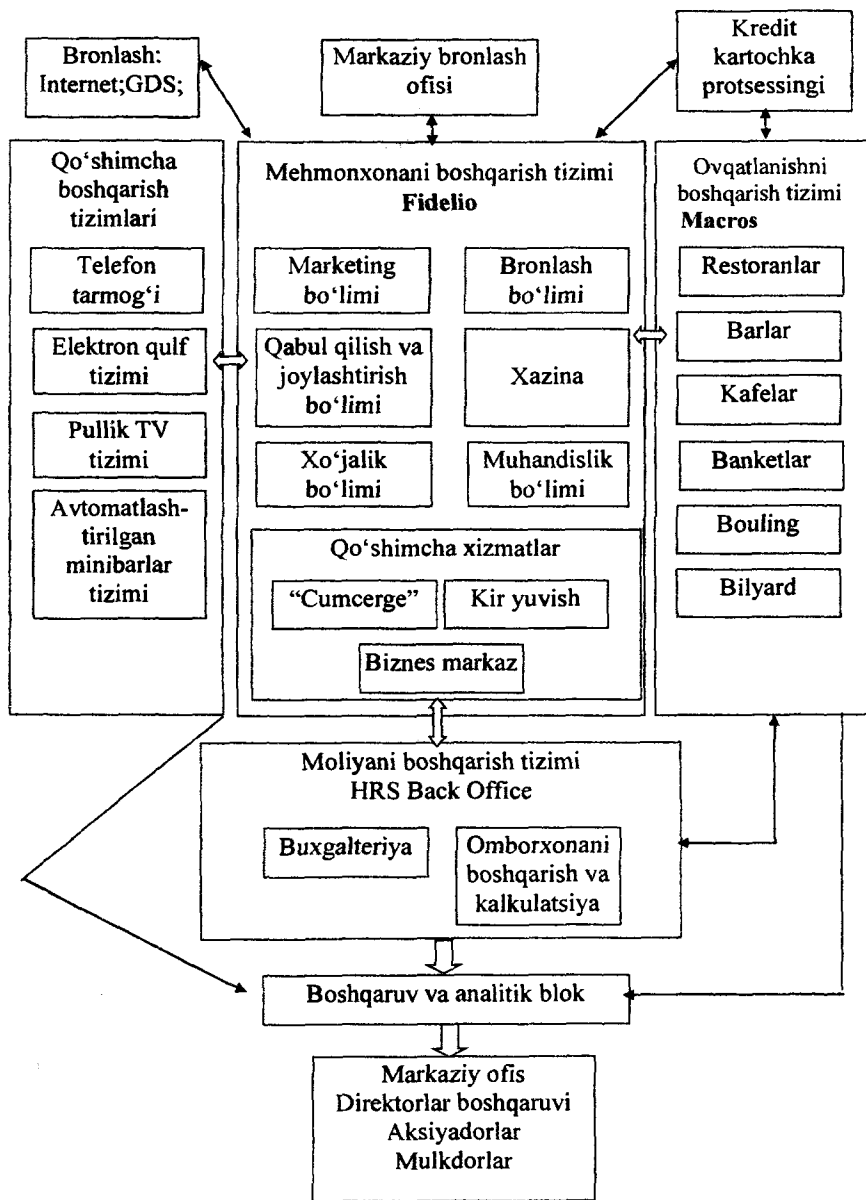 Bronlash:
Internet;GDS;
Markaziy bronlash
ofisi
Kredit
kartochka
protsessingi
Qo‘shimcha
boshqarish
tizimlari
Telefon
tarmog‘i
Elektron qulf
tizimi
Pullik TV
tizimi
Avtomatlash-
tirilgan
minibarlar
tizimi
Mehmonxonani boshqarish tizimi
Fidelio
Marketing
bo‘limi
Bronlash
bo‘limi
Qabul qilish va
joylashtirish
bo‘limi
Xazina
Xo‘jalik
bo‘limi
Muhandislik
bo‘limi
Qo‘shimcha xizmatlar
“Cumcerge”
Kir yuvish
Biznes markaz
Ovqatlanishni
boshqarish tizimi
Macros
Restoranlar
Barlar
Kafelar
Banketlar
Bouling
Bilyard
Moliyani boshqarish tizimi
HRS Back Office
Buxgalteriya
Omborxonani
boshqarish va
kalkulatsiya
Boshqaruv va analitik blok
Markaziy ofis
Direktorlar boshqaruvi
Aksiyadorlar
Mulkdorlar